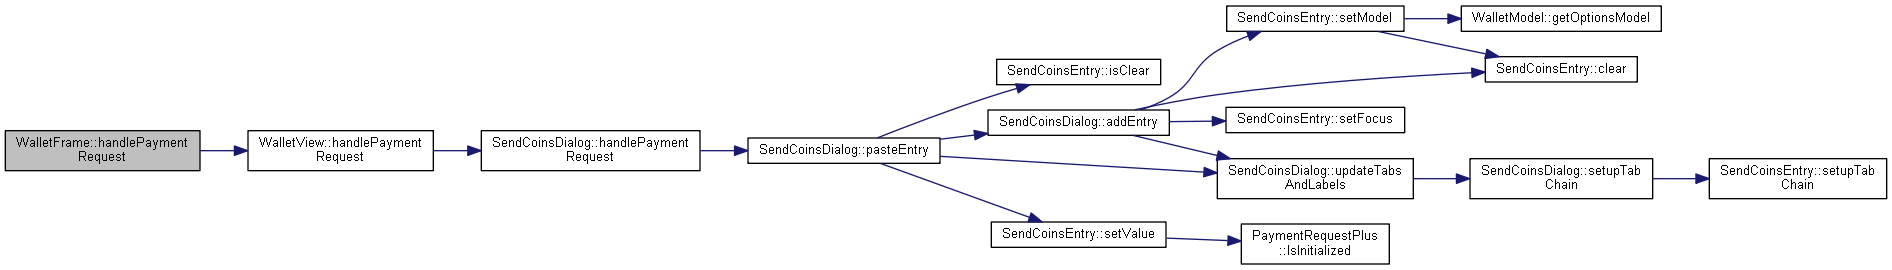 SendCoinsEntry::setModel
WalletModel::getOptionsModel
SendCoinsEntry::isClear
SendCoinsEntry::clear
SendCoinsDialog::addEntry
SendCoinsEntry::setFocus
WalletFrame::handlePayment
Request
WalletView::handlePayment
Request
SendCoinsDialog::handlePayment
Request
SendCoinsDialog::pasteEntry
SendCoinsDialog::updateTabs
AndLabels
SendCoinsDialog::setupTab
Chain
SendCoinsEntry::setupTab
Chain
SendCoinsEntry::setValue
PaymentRequestPlus
::IsInitialized